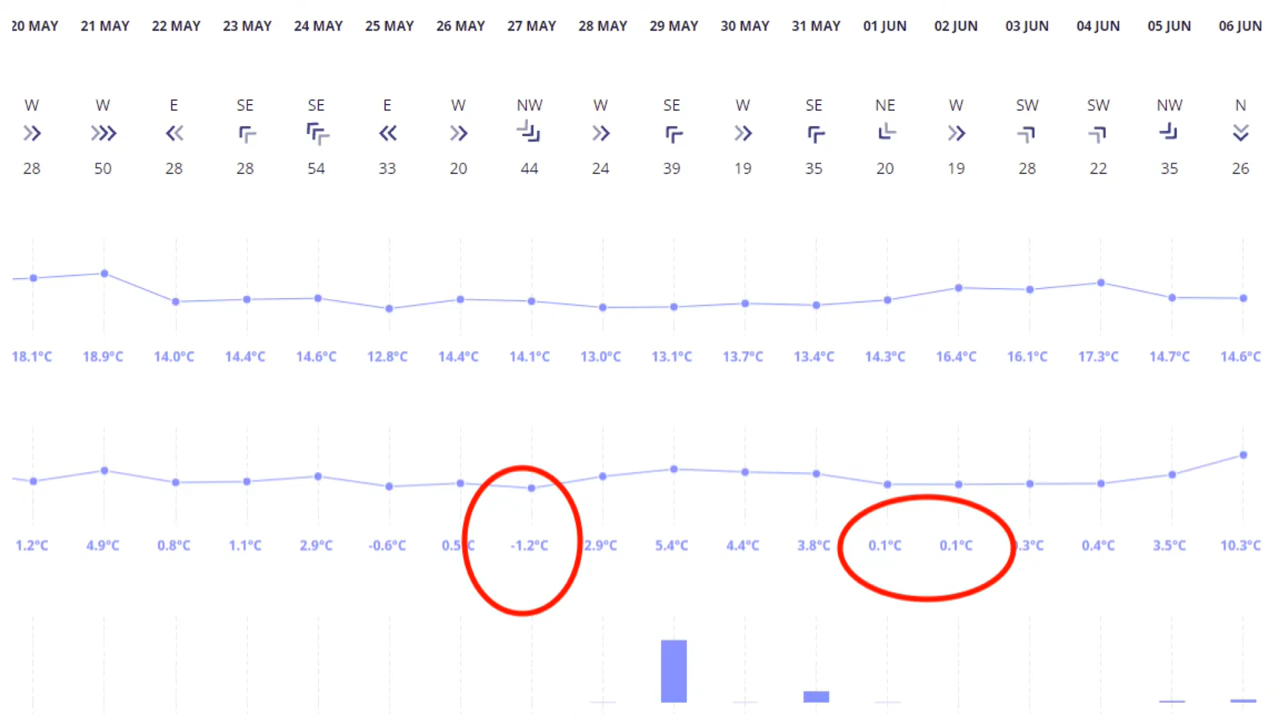 20 MAY 21 MAY 22 MAY 23 MAY 24 MAY 25 MAY 26 MAY 27 MAY 28 MAY 29 MAY 30 MAY 31 MAY 01 JUN 02 JUN 03 JUN 04 JUN 05 JUN 06 JUN
W W E SE SE E W NW W SE W SE NE W SW SW NW N
28 50 28 28 54 33 20 44 24 39 19 35 20 19 28 22 35 26
18.1°C 18.9°C 14.0°C 14.4°C 14.6°C 12.8°C 14.4°C 14.1°C 13.0°C 13.1°C 13.7°C 13.4°C 14.3°C 16.4°C 16.1°C 17.3°C 14.7°C 14.6°C
1.2°C 4.9°C 0.8°C 1.1°C 2.9°C -0.6°C 0.5°C -1.2°C 2.9°C 5.4°C 4.4°C 3.8°C 0.1°C 0.1°C .3°C 0.4°C 3.5°C 10.3°C